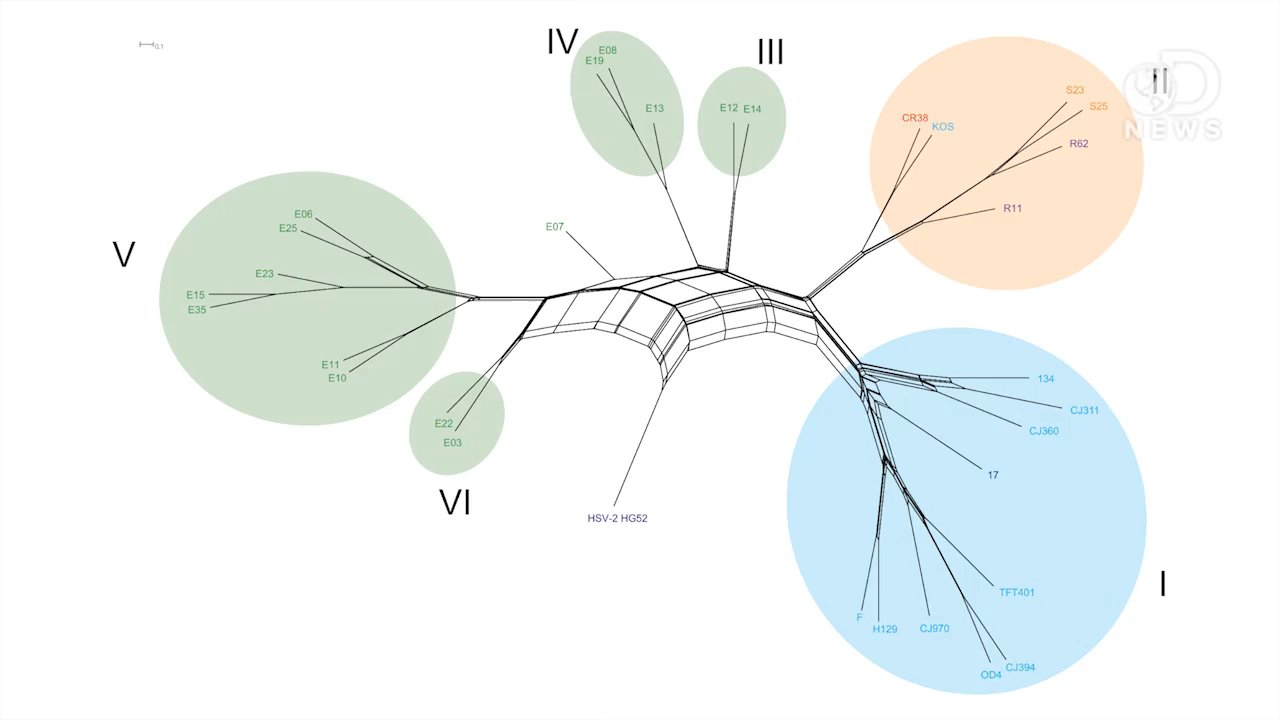 0.1
IV
E08
E19
E13
III
E12 E14
II
D
NEWS
S23
S25
CR38
KOS
R62
R11
V
E06
E25
E23
E15
E35
E11
E10
E07
E22
E03
VI
HSV-2 HG52
134
CJ311
CJ360
17
I
TFT401
F
H129
CJ970
CJ394
OD4